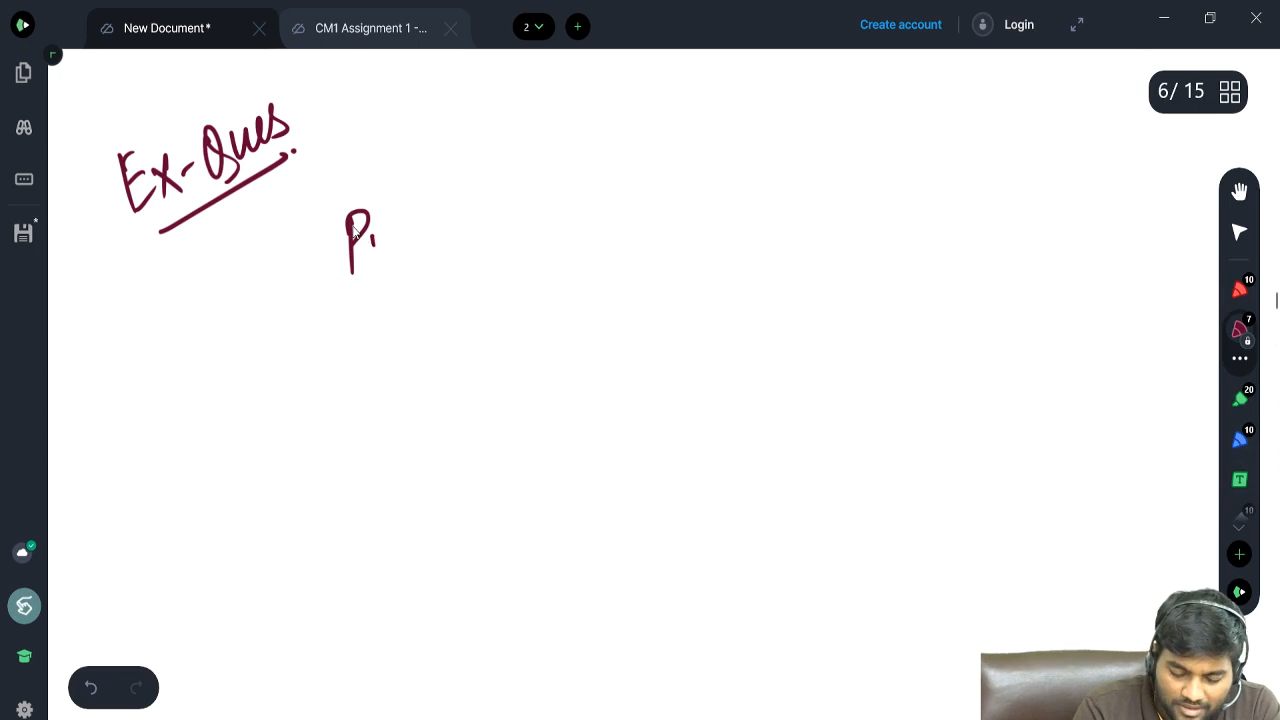 New Document*
CM1 Assignment 1 -...
2
Create account
Login
6/ 15
Ex-Ques.
P
10
7
20
10
T
10